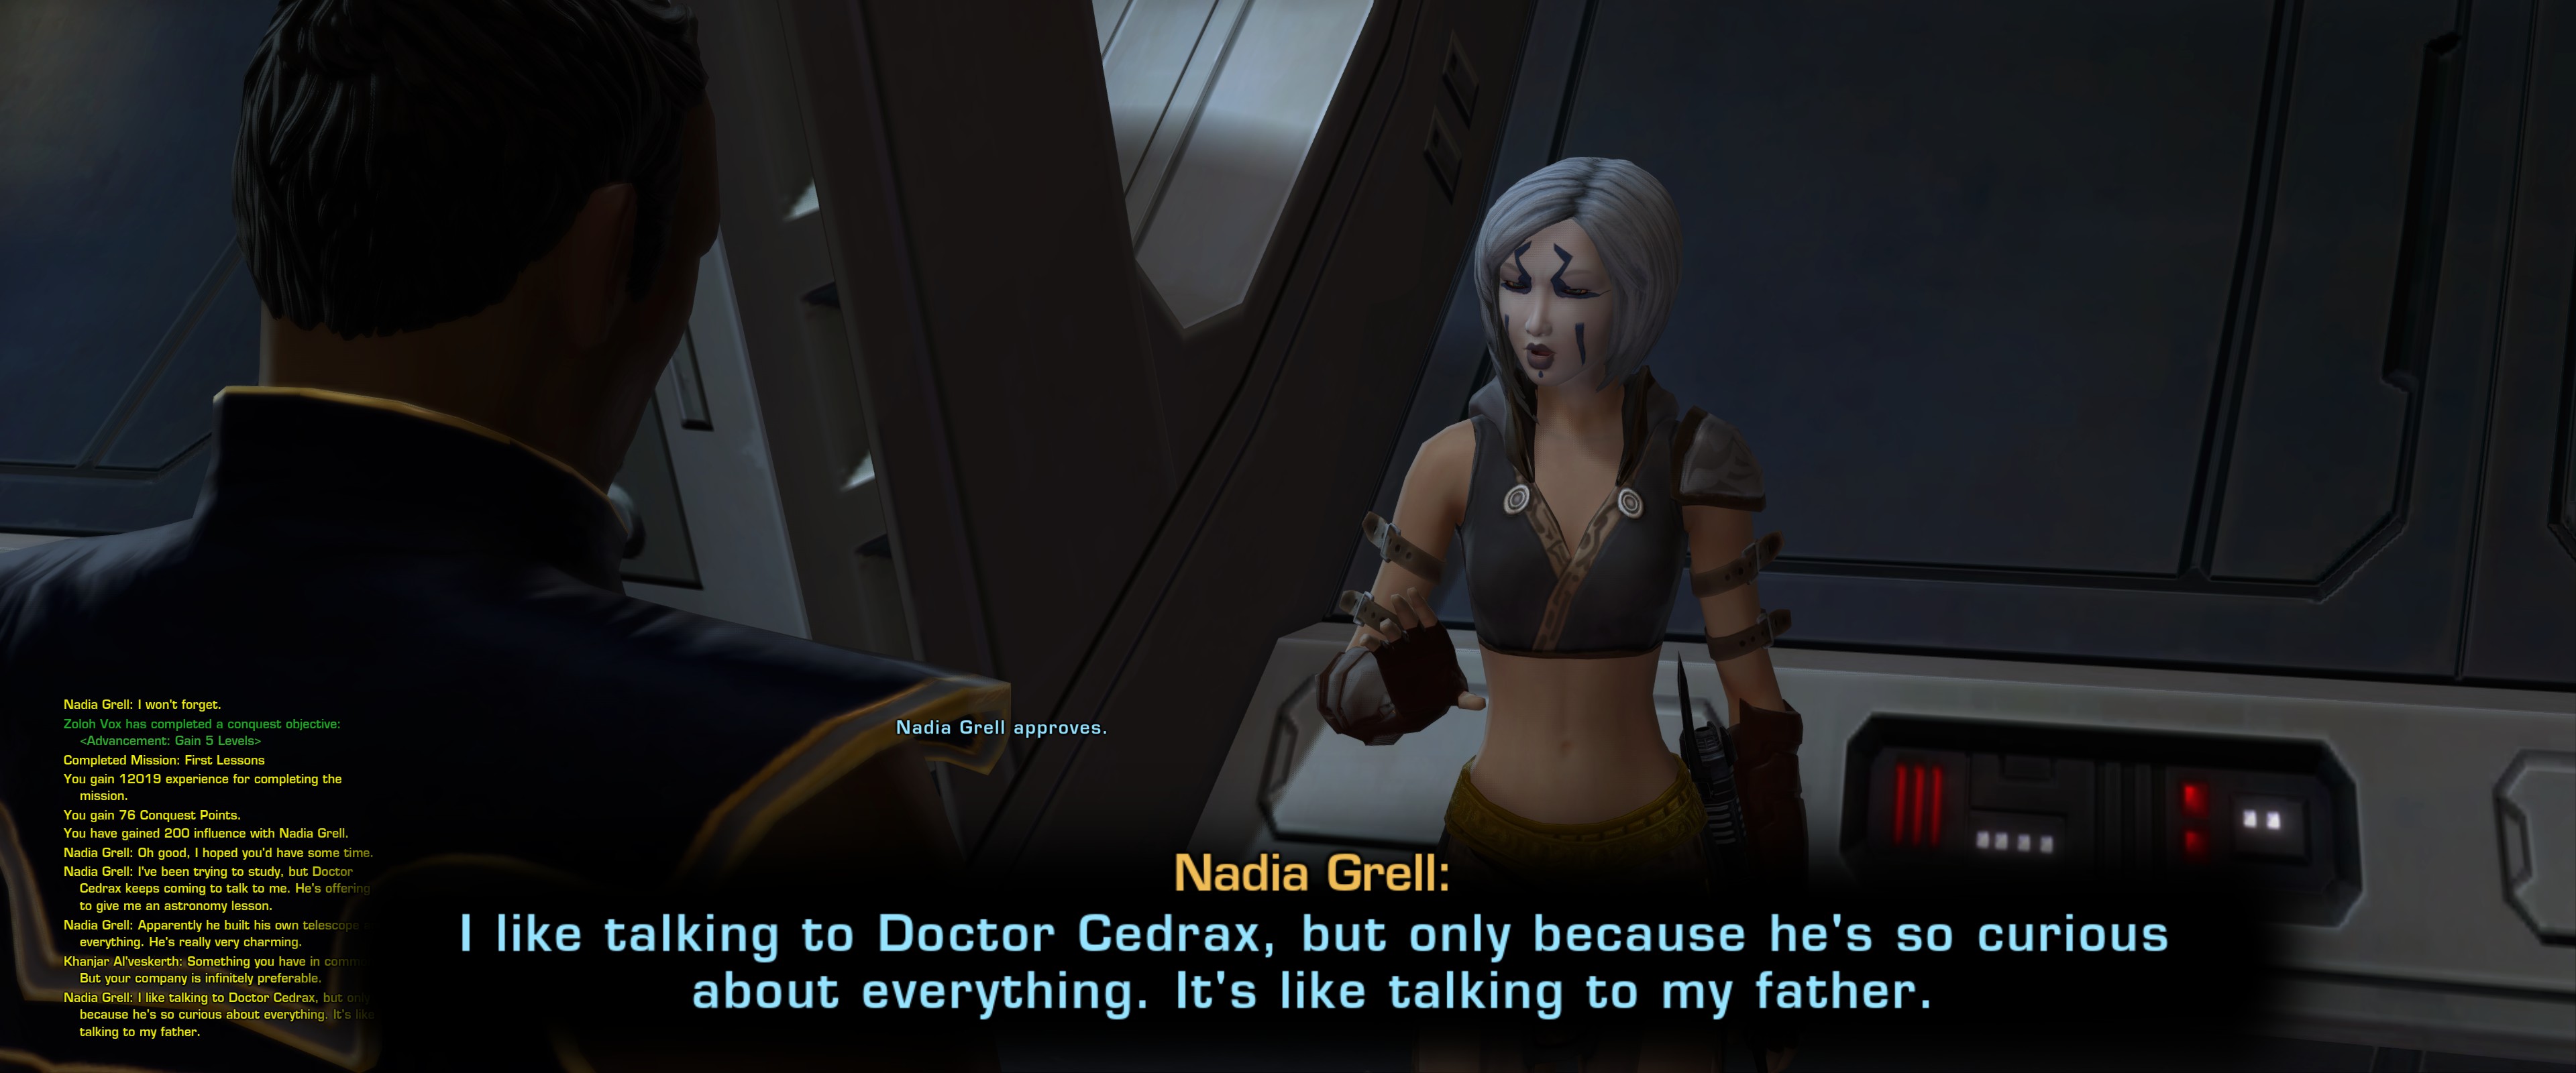 Nadia Grell: I won't forget.
Zoloh Vox has completed a conquest objective:
<Advancement: Gain 5 Levels>
Completed Mission: First Lessons
You gain 12019 experience for completing the
mission.
You gain 76 Conquest Points.
You have gained 200 influence with Nadia Grell.
Nadia Grell: Oh good, I hoped you'd have some time.
Nadia Grell: I've been trying to study, but Doctor
Cedrax keeps coming to talk to me. He's offering
to give me an astronomy lesson.
Nadia Grell: Apparently he built his own telescope
everything. He's really very charming.
Khanjar Al'veskerth: Something you have in
But your company is infinitely preferable.
Nadia Grell: I like talking to Doctor Cedrax, but only
because he's so curious about everything. It's like
talking to my father.
Nadia Grell approves.
Nadia Grell:
I like talking to Doctor Cedrax, but only because he's so curious
about everything. It's like talking to my father.